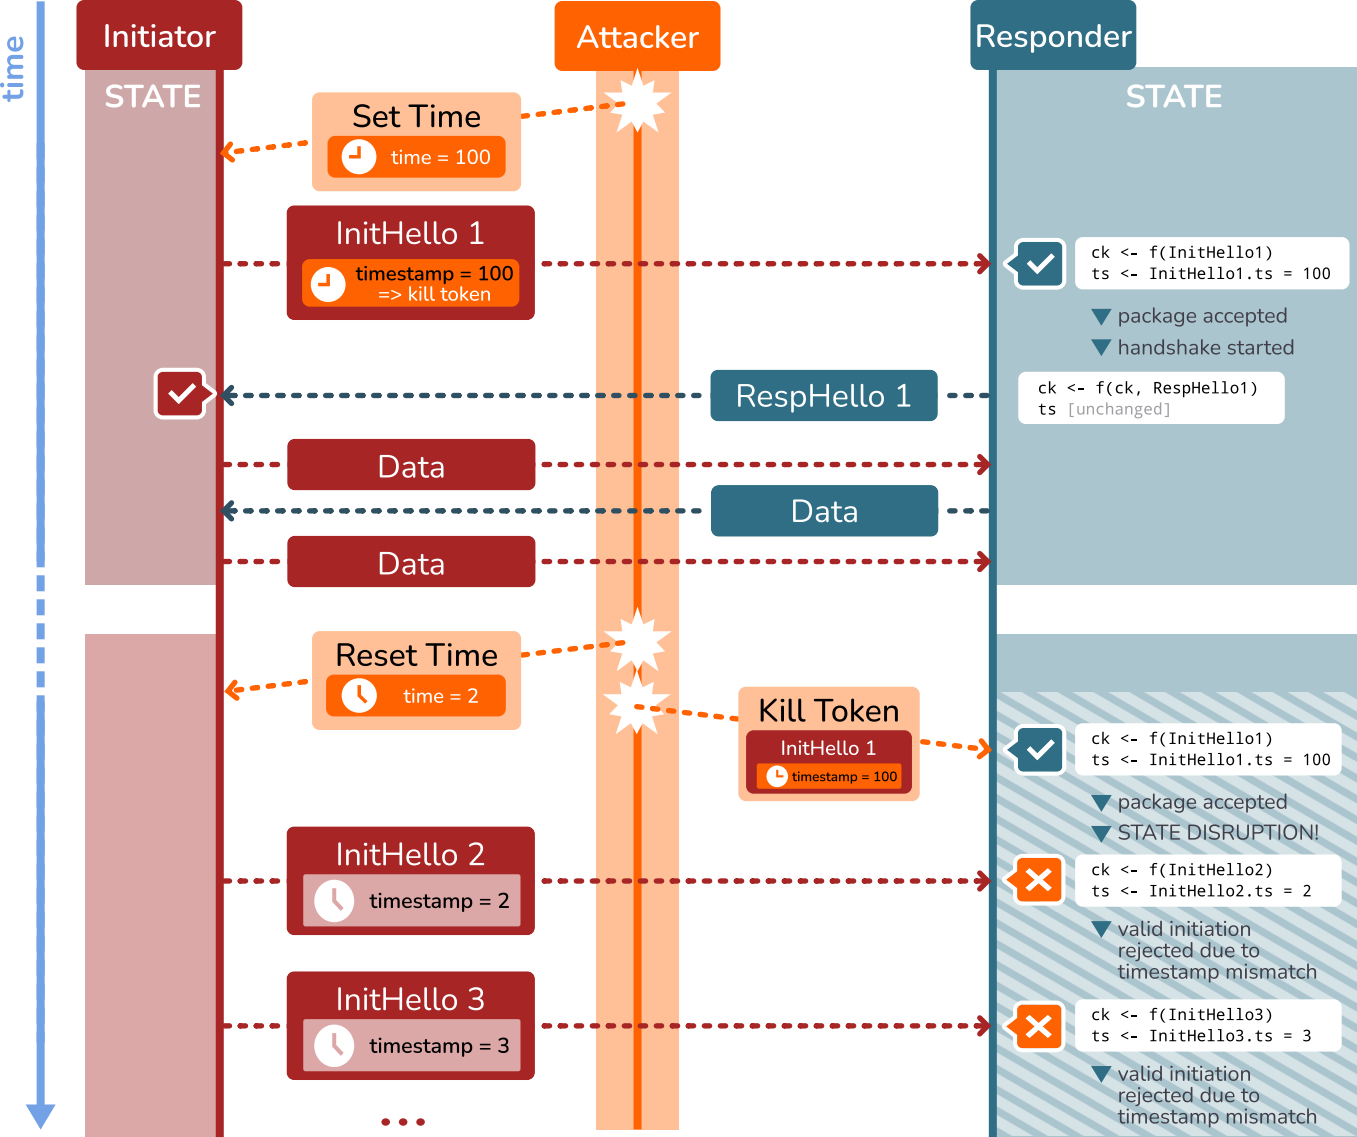 time
Initiator
Attacker
Responder
STATE
STATE
Set Time
time = 100
InitHello 1
timestamp = 100
=> kill token
ck <- f(InitHello1)
ts <- InitHello1.ts = 100
package accepted
handshake started
RespHello 1
ck <- f(ck, RespHello1)
ts [unchanged]
Data
Data
Data
Reset Time
time = 2
Kill Token
InitHello 1
timestamp = 100
ck <- f(InitHello1)
ts <- InitHello1.ts = 100
package accepted
STATE DISRUPTION!
InitHello 2
timestamp = 2
ck <- f(InitHello2)
ts <- InitHello2.ts = 2
valid initiation
rejected due to
timestamp mismatch
InitHello 3
timestamp = 3
ck <- f(InitHello3)
ts <- InitHello3.ts = 3
valid initiation
rejected due to
timestamp mismatch
...